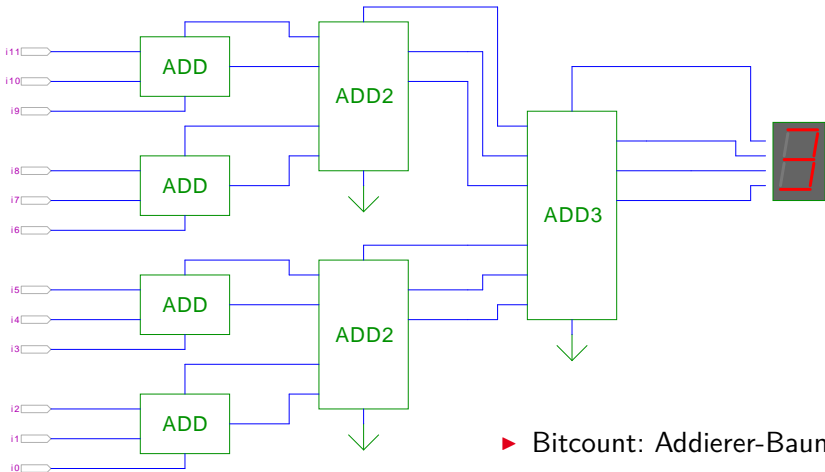 i11
ADD
i10
i9
ADD2
i8
ADD
i7
i6
ADD3
3
i5
ADD
i4
i3
ADD2
i2
ADD
i1
i0
▶ Bitcount: Addierer-Baum